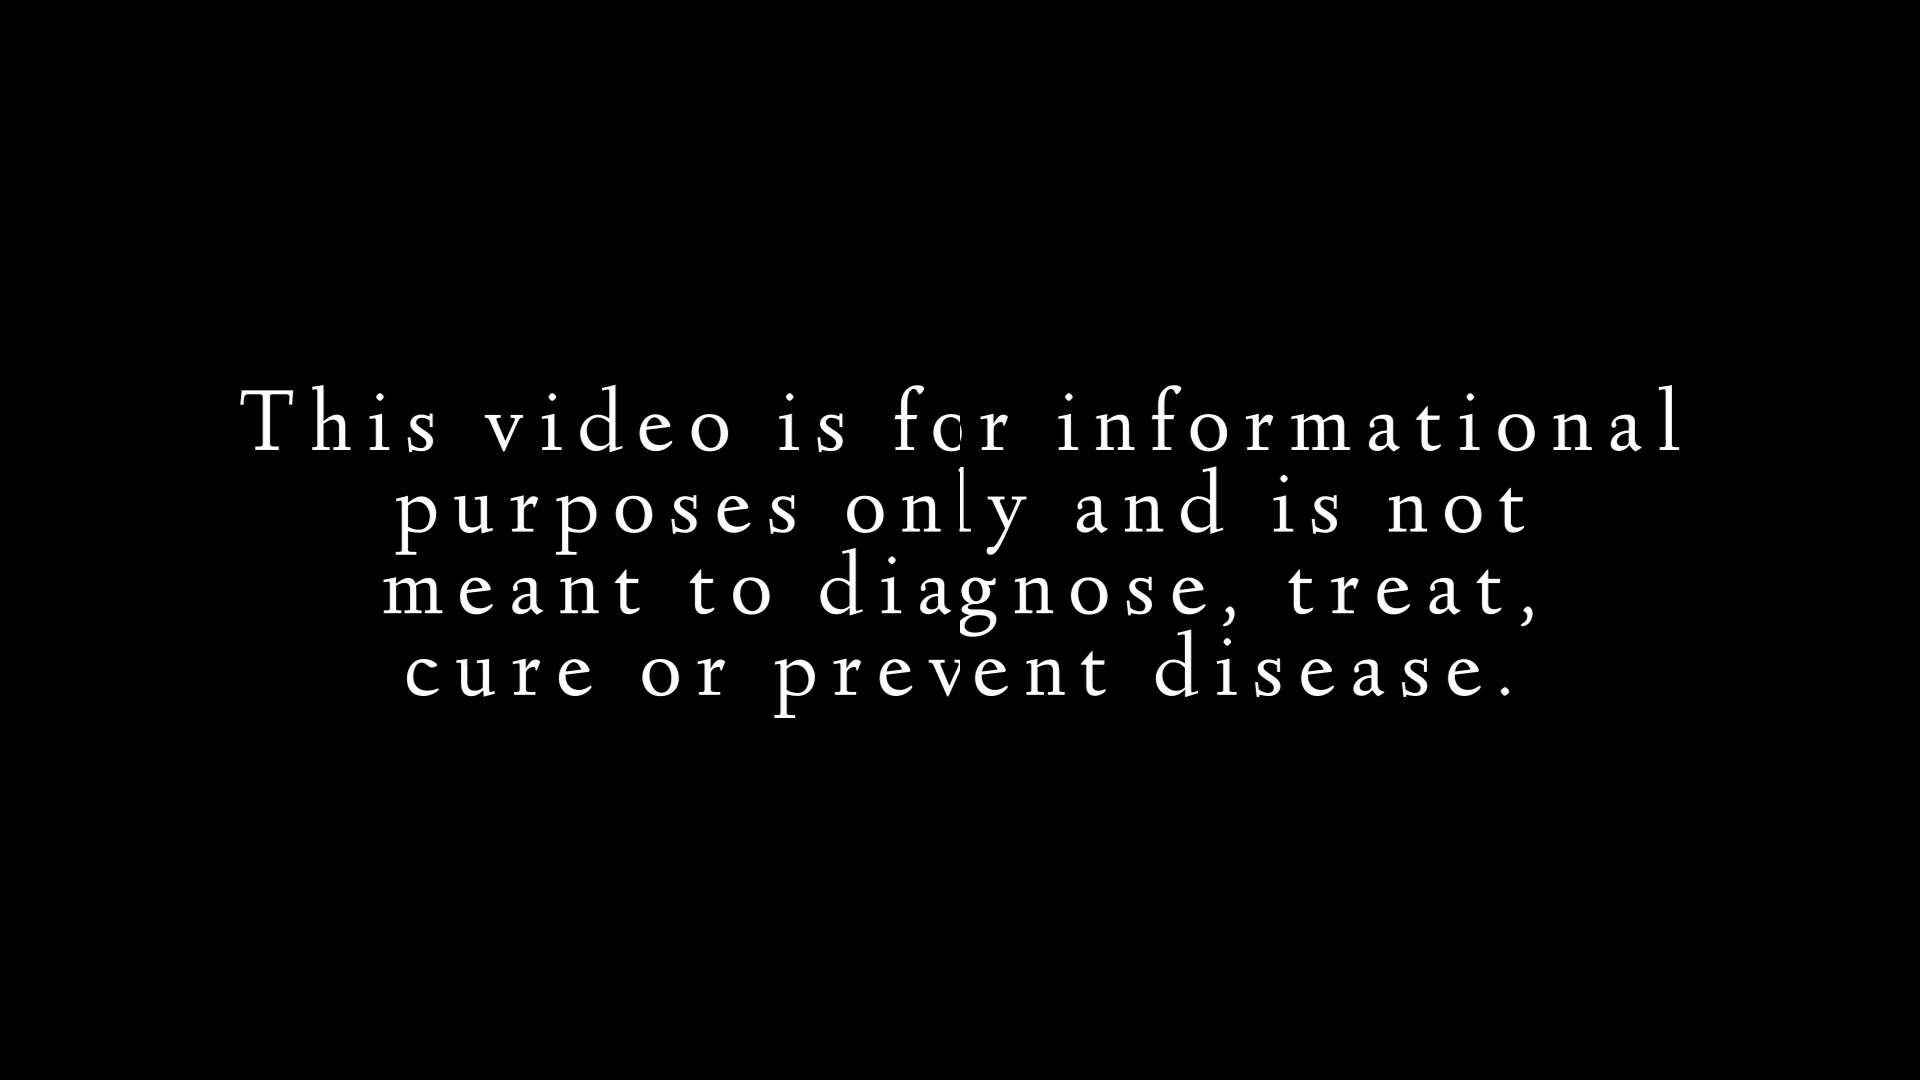 This video is for informational
purposes only and is not
meant to diagnose, treat,
cure or prevent disease.